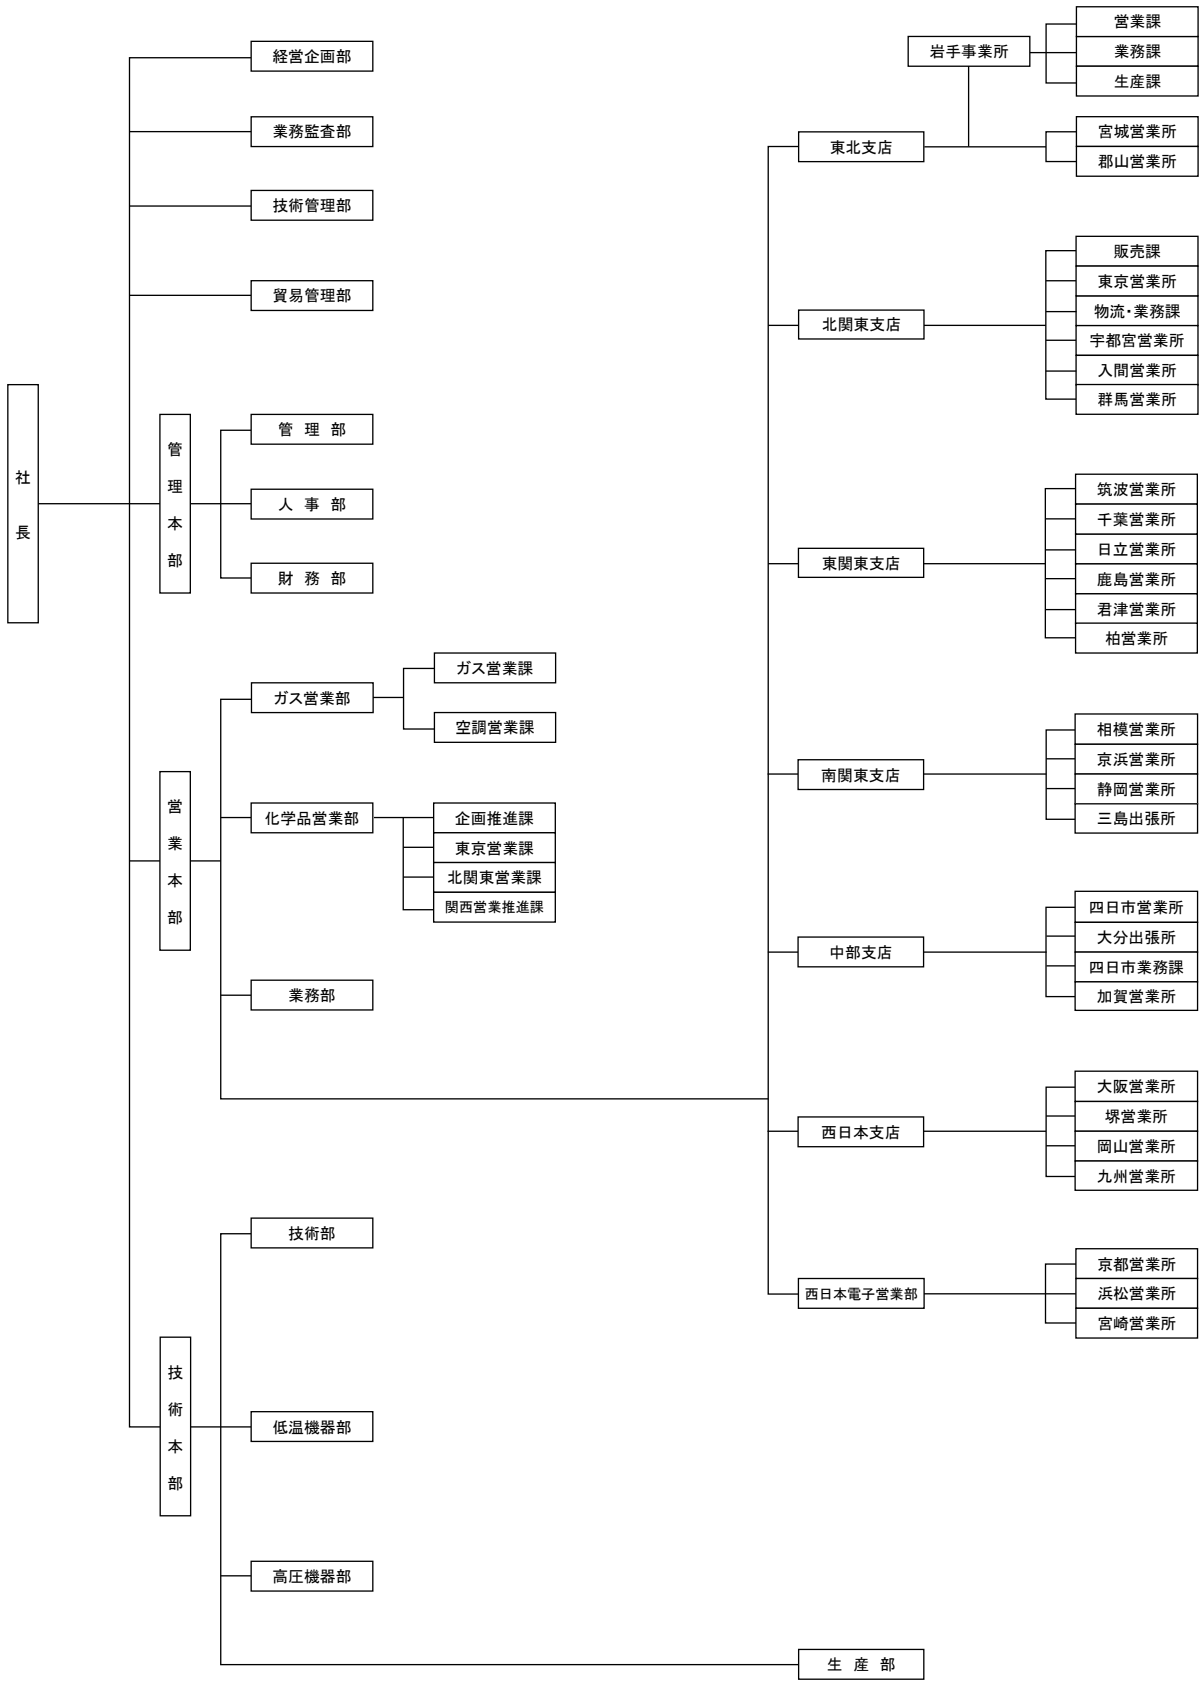 社長
経営企画部
業務監査部
技術管理部
貿易管理部
管理本部
管理部
人事部
財務部
営業本部
ガス営業部
ガス営業課
空調営業課
化学品営業部
企画推進課
東京営業課
北関東営業課
関西営業推進課
業務部
東北支店
岩手事業所
営業課
業務課
生産課
宮城営業所
郡山営業所
北関東支店
販売課
東京営業所
物流・業務課
宇都宮営業所
入間営業所
群馬営業所
東関東支店
筑波営業所
千葉営業所
日立営業所
鹿島営業所
君津営業所
柏営業所
南関東支店
相模営業所
京浜営業所
静岡営業所
三島出張所
中部支店
四日市営業所
大分出張所
四日市業務課
加賀営業所
西日本支店
大阪営業所
堺営業所
岡山営業所
九州営業所
西日本電子営業部
京都営業所
浜松営業所
宮崎営業所
技術本部
技術部
低温機器部
高圧機器部
生産部